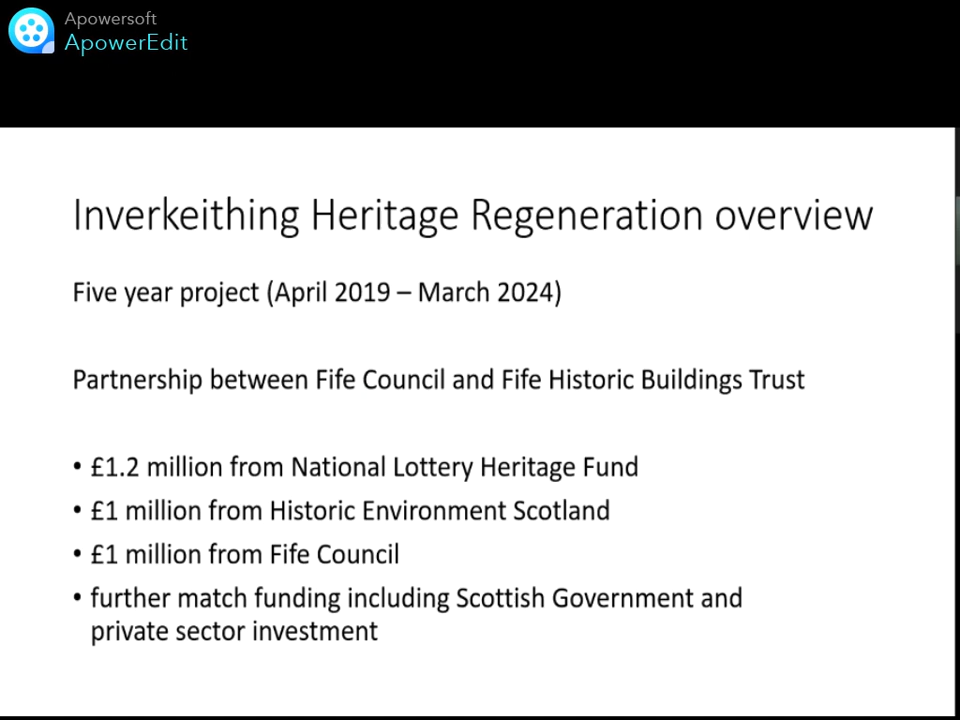 Apowersoft
ApowerEdit
Inverkeithing Heritage Regeneration overview
Five year project (April 2019 – March 2024)
Partnership between Fife Council and Fife Historic Buildings Trust
• £1.2 million from National Lottery Heritage Fund
• £1 million from Historic Environment Scotland
• £1 million from Fife Council
• further match funding including Scottish Government and
private sector investment